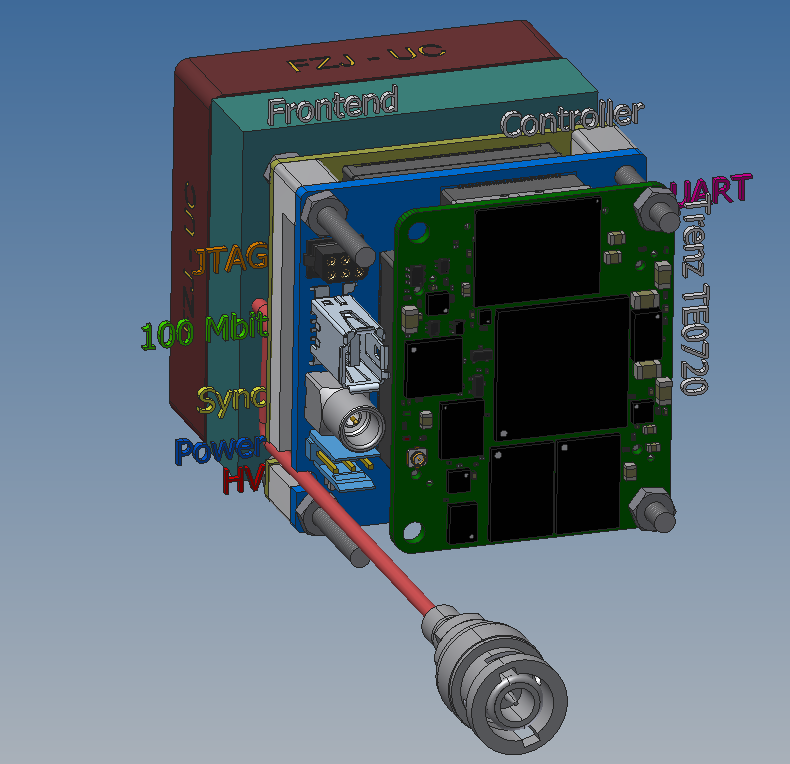 FZJ - UC
Frontend
Controller
UART
Trenz TE0720
JTAG
100 Mbit
Sync
Power
HV